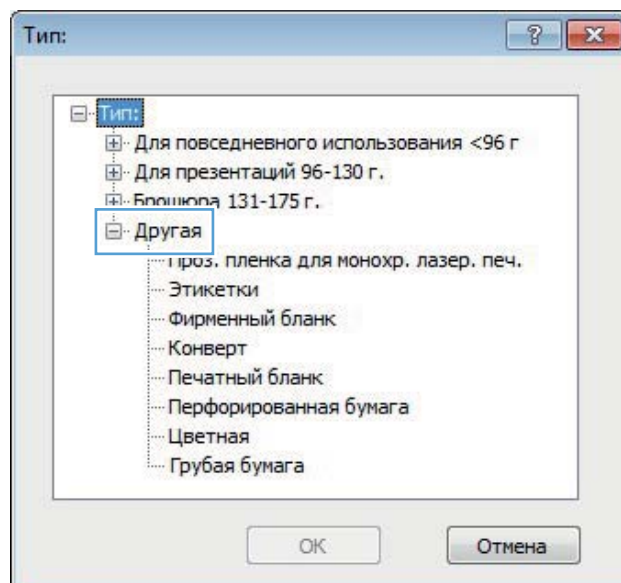 Тип:
Тип:
Для повседневного использования <96 г
Для презентаций 96-130 г.
Брошюра 131-175 г.
Другая
Проз. пленка для монохр. лазер. печ.
Этикетки
Фирменный бланк
Конверт
Печатный бланк
Перфорированная бумага
Цветная
Грубая бумага
OK Отмена